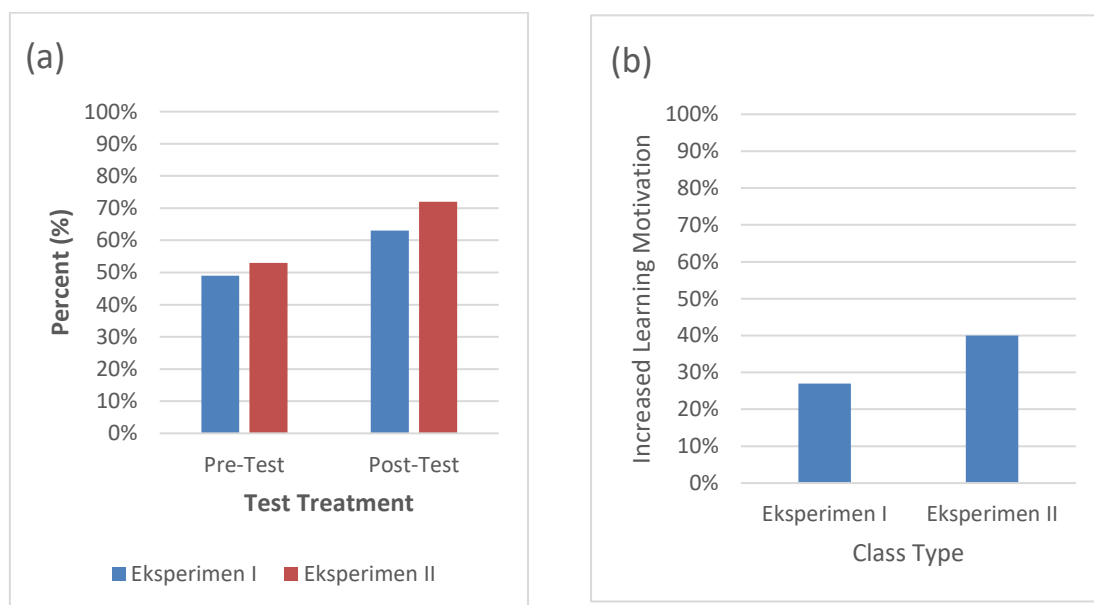 (a)
100%
90%
80%
70%
60%
50%
40%
30%
20%
10%
0%
Percent (%)
Pre-Test
Post-Test
Test Treatment
Eksperimen I
Eksperimen II
(b)
100%
90%
80%
70%
60%
50%
40%
30%
20%
10%
0%
Increased Learning Motivation
Eksperimen I
Eksperimen II
Class Type